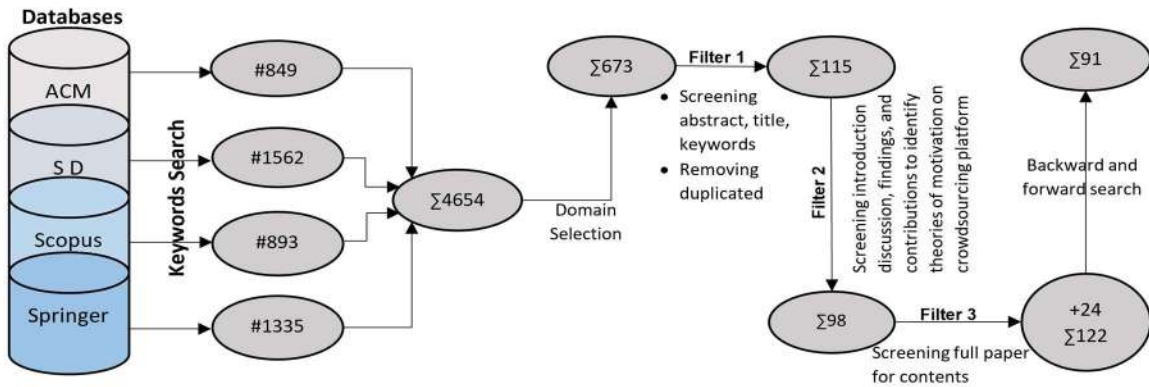 Databases
ACM
S D
Scopus
Springer
Keywords Search
#849
#1562
#893
#1335
∑4654
Domain
Selection
∑673
Filter 1
• Screening
abstract, title,
keywords
• Removing
duplicated
∑115
Filter 2
Screening introduction
discussion, findings, and
contributions to identify
theories of motivation on
crowdsourcing platform
∑98
Filter 3
Screening full paper
for contents
+24
∑122
Backward and
forward search
∑91